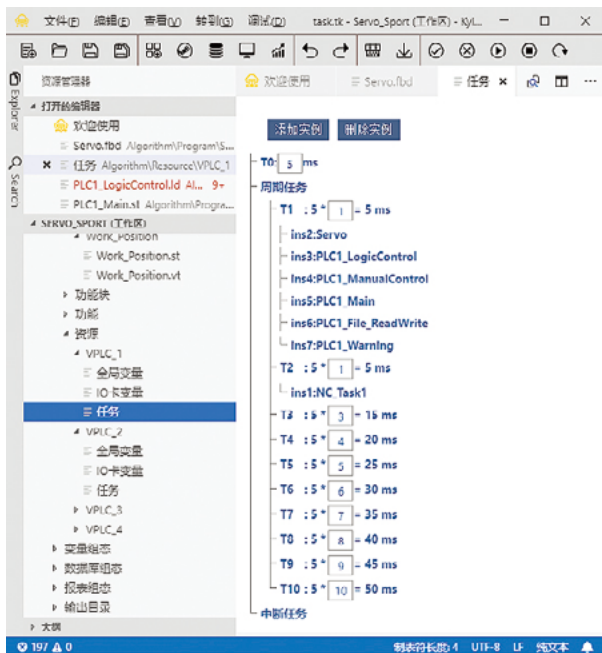 文件(F) 编辑(E) 查看(V) 转到(G) 调试(D) task.tk - Servo_Sport (工作区) - Kyl...
Explorer
Search
资源管理器
打开的编辑器
欢迎使用
Servo.fbd Algorithm\Program\S...
任务 Algorithm\Resource\VPLC_1
PLC1_LogicControl.ld Al... 9+
PLC1_Main.st Algorithm\Progra...
SERVO_SPORT (工作区)
Work_Position
Work_Position.st
Work_Position.vt
功能块
功能
资源
VPLC_1
全局变量
IO卡变量
任务
VPLC_2
全局变量
IO卡变量
任务
VPLC_3
VPLC_4
变量组态
数据库组态
报表组态
输出目录
大纲
欢迎使用 Servo.fbd 任务
添加实例 删除实例
T0: 5 ms
周期任务
T1 : 5 * 1 = 5 ms
ins2:Servo
ins3:PLC1_LogicControl
Ins4:PLC1_ManualControl
ins5:PLC1_Main
ins6:PLC1_File_ReadWrite
Ins7:PLC1_Warning
T2 : 5 * 1 = 5 ms
ins1:NC_Task1
T3 : 5 * 3 = 15 ms
T4 : 5 * 4 = 20 ms
T5 : 5 * 5 = 25 ms
T6 : 5 * 6 = 30 ms
T7 : 5 * 7 = 35 ms
T8 : 5 * 8 = 40 ms
T9 : 5 * 9 = 45 ms
T10 : 5 * 10 = 50 ms
中断任务
197 0 制表符长度: 4 UTF-8 LF 纯文本